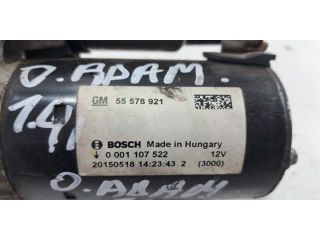 O. ADAM.
1.4i
GM 55 578 921
BOSCH Made in Hungary
0 001 107 522 12V
20150518 14:23:43 2 (3000)
O. ADAM